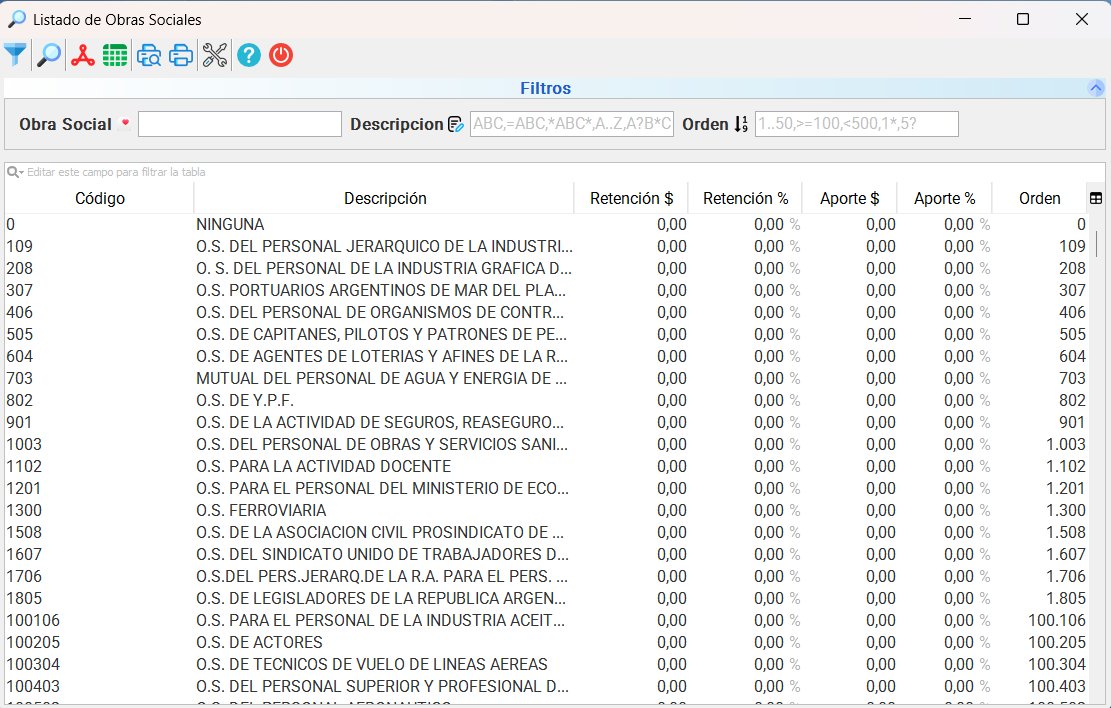 Listado de Obras Sociales
Filtros
Obra Social Descripcion ABC,=ABC,*ABC*,A..Z,A?B*C Orden 1..50,>=100,<500,1*,5?
Editar este campo para filtrar la tabla
Código Descripción Retención $ Retención % Aporte $ Aporte % Orden
0 NINGUNA 0,00 0,00 % 0,00 0,00 % 0
109 O.S. DEL PERSONAL JERARQUICO DE LA INDUSTRI... 0,00 0,00 % 0,00 0,00 % 109
208 O. S. DEL PERSONAL DE LA INDUSTRIA GRAFICA D... 0,00 0,00 % 0,00 0,00 % 208
307 O.S. PORTUARIOS ARGENTINOS DE MAR DEL PLA... 0,00 0,00 % 0,00 0,00 % 307
406 O.S. DEL PERSONAL DE ORGANISMOS DE CONTR... 0,00 0,00 % 0,00 0,00 % 406
505 O.S. DE CAPITANES, PILOTOS Y PATRONES DE PE... 0,00 0,00 % 0,00 0,00 % 505
604 O.S. DE AGENTES DE LOTERIAS Y AFINES DE LA R... 0,00 0,00 % 0,00 0,00 % 604
703 MUTUAL DEL PERSONAL DE AGUA Y ENERGIA DE ... 0,00 0,00 % 0,00 0,00 % 703
802 O.S. DE Y.P.F. 0,00 0,00 % 0,00 0,00 % 802
901 O.S. DE LA ACTIVIDAD DE SEGUROS, REASEGURO... 0,00 0,00 % 0,00 0,00 % 901
1003 O.S. DEL PERSONAL DE OBRAS Y SERVICIOS SANI... 0,00 0,00 % 0,00 0,00 % 1.003
1102 O.S. PARA LA ACTIVIDAD DOCENTE 0,00 0,00 % 0,00 0,00 % 1.102
1201 O.S. PARA EL PERSONAL DEL MINISTERIO DE ECO... 0,00 0,00 % 0,00 0,00 % 1.201
1300 O.S. FERROVIARIA 0,00 0,00 % 0,00 0,00 % 1.300
1508 O.S. DE LA ASOCIACION CIVIL PROSINDICATO DE ... 0,00 0,00 % 0,00 0,00 % 1.508
1607 O.S. DEL SINDICATO UNIDO DE TRABAJADORES D... 0,00 0,00 % 0,00 0,00 % 1.607
1706 O.S.DEL PERS.JERARQ.DE LA R.A. PARA EL PERS. ... 0,00 0,00 % 0,00 0,00 % 1.706
1805 O.S. DE LEGISLADORES DE LA REPUBLICA ARGEN... 0,00 0,00 % 0,00 0,00 % 1.805
100106 O.S. PARA EL PERSONAL DE LA INDUSTRIA ACEIT... 0,00 0,00 % 0,00 0,00 % 100.106
100205 O.S. DE ACTORES 0,00 0,00 % 0,00 0,00 % 100.205
100304 O.S. DE TECNICOS DE VUELO DE LINEAS AEREAS 0,00 0,00 % 0,00 0,00 % 100.304
100403 O.S. DEL PERSONAL SUPERIOR Y PROFESIONAL D... 0,00 0,00 % 0,00 0,00 % 100.403